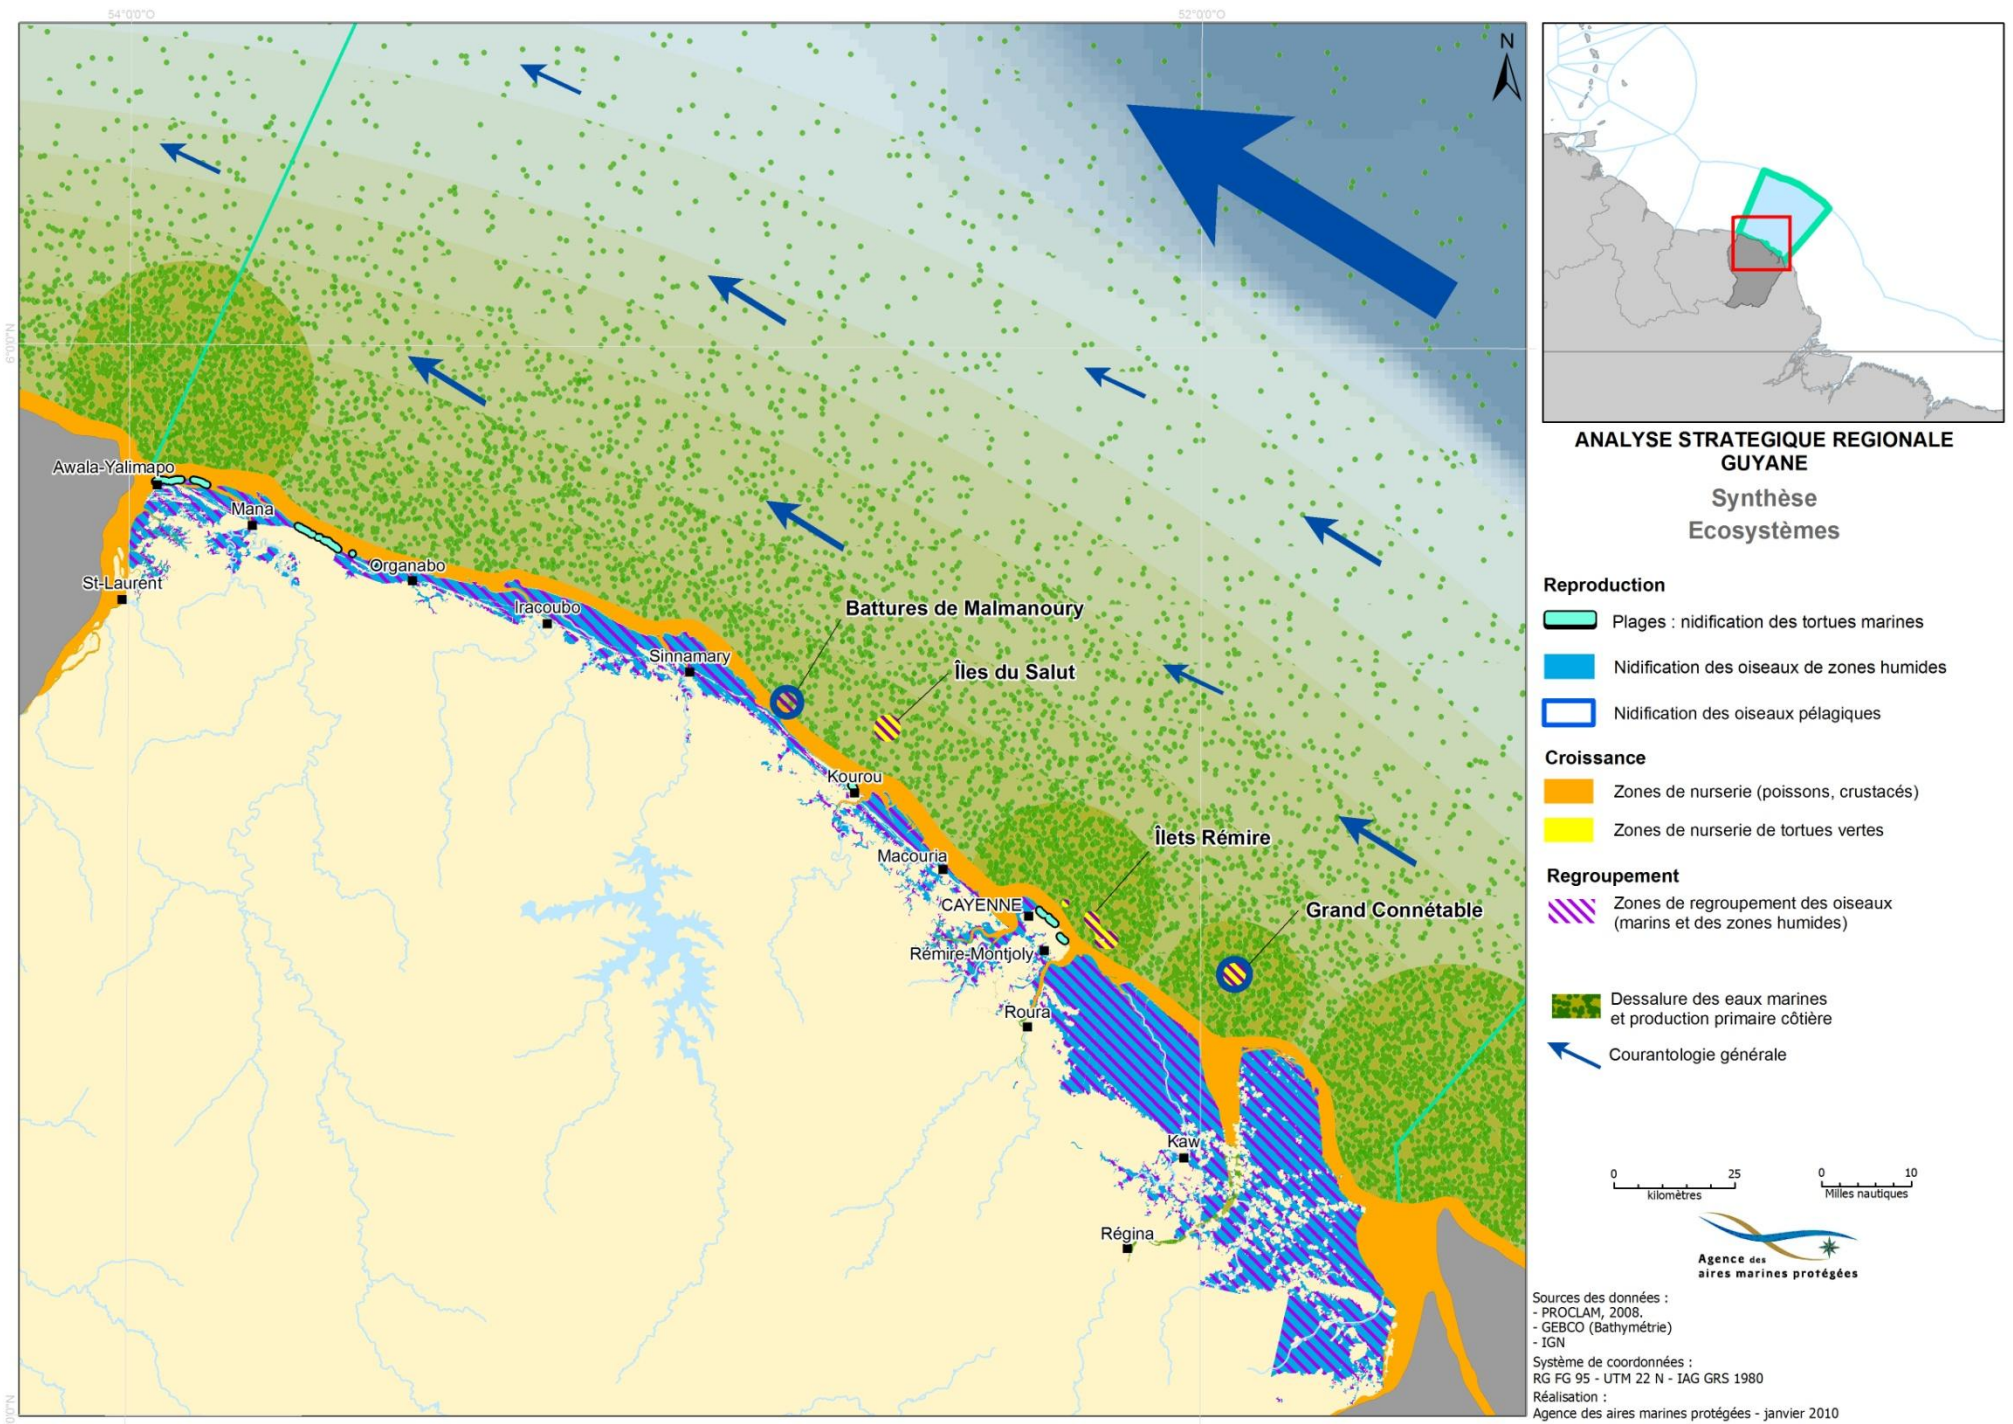 54°0'0"O
52°0'0"O
6°0'0"N
N
Awala-Yalimapo
Mana
St-Laurent
Organabo
Iracoubo
Sinnamary
Battures de Malmanoury
Îles du Salut
Kourou
Macouria
Îlets Rémire
CAYENNE
Grand Connétable
Rémire-Montjoly
Roura
Kaw
Régina
ANALYSE STRATEGIQUE REGIONALE
GUYANE
Synthèse
Ecosystèmes
Reproduction
Plages : nidification des tortues marines
Nidification des oiseaux de zones humides
Nidification des oiseaux pélagiques
Croissance
Zones de nurserie (poissons, crustacés)
Zones de nurserie de tortues vertes
Regroupement
Zones de regroupement des oiseaux
(marins et des zones humides)
Dessalure des eaux marines
et production primaire côtière
Courantologie générale
0 25
kilomètres
0 10
Milles nautiques
Agence des
aires marines protégées
Sources des données :
- PROCLAM, 2008.
- GEBCO (Bathymétrie)
- IGN
Système de coordonnées :
RG FG 95 - UTM 22 N - IAG GRS 1980
Réalisation :
Agence des aires marines protégées - janvier 2010